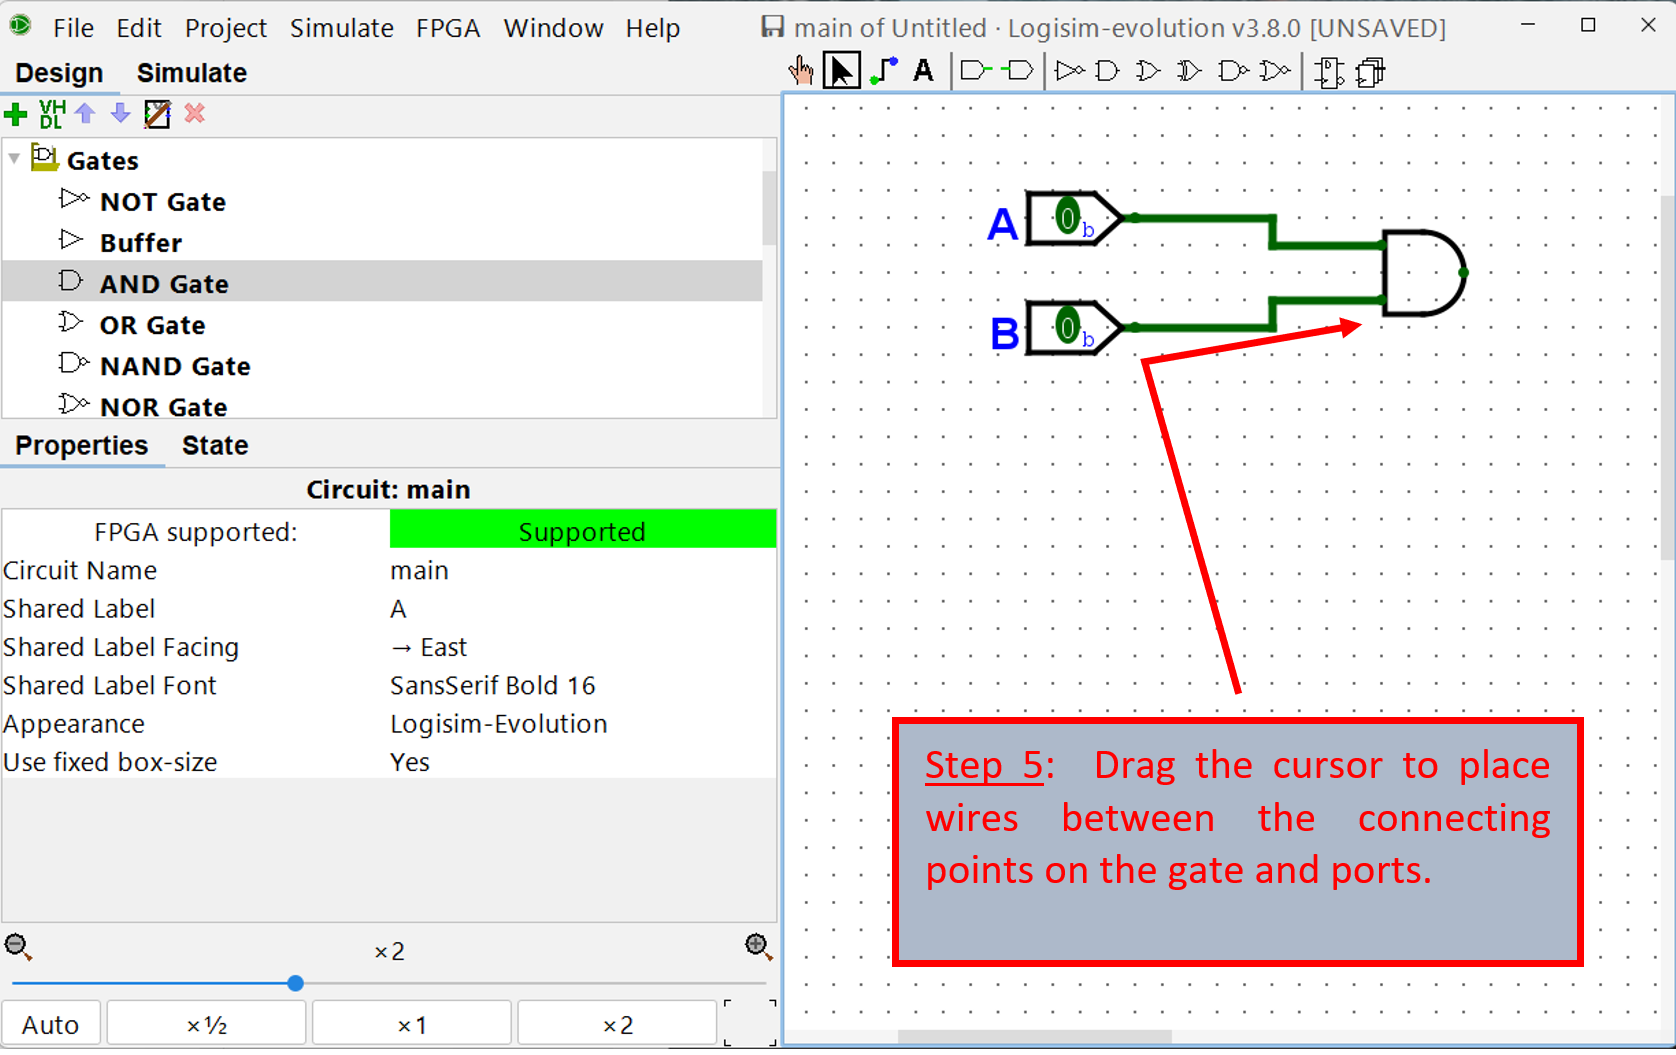 File Edit Project Simulate FPGA Window Help main of Untitled · Logisim-evolution v3.8.0 [UNSAVED]
Design Simulate
A
VH
DL
Gates
NOT Gate
Buffer
AND Gate
OR Gate
NAND Gate
NOR Gate
Properties State
Circuit: main
FPGA supported: Supported
Circuit Name main
Shared Label A
Shared Label Facing → East
Shared Label Font SansSerif Bold 16
Appearance Logisim-Evolution
Use fixed box-size Yes
×2
Auto ×½ ×1 ×2
A 0 b
B 0 b
Step 5: Drag the cursor to place
wires between the connecting
points on the gate and ports.